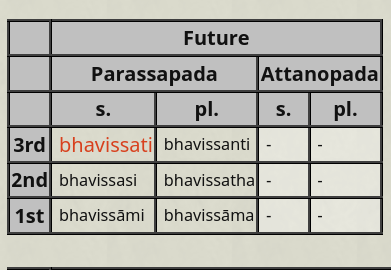 Future
Parassapada Attanopada
s. pl. s. pl.
3rd bhavissati bhavissanti - -
2nd bhavissasi bhavissatha - -
1st bhavissāmi bhavissāma - -